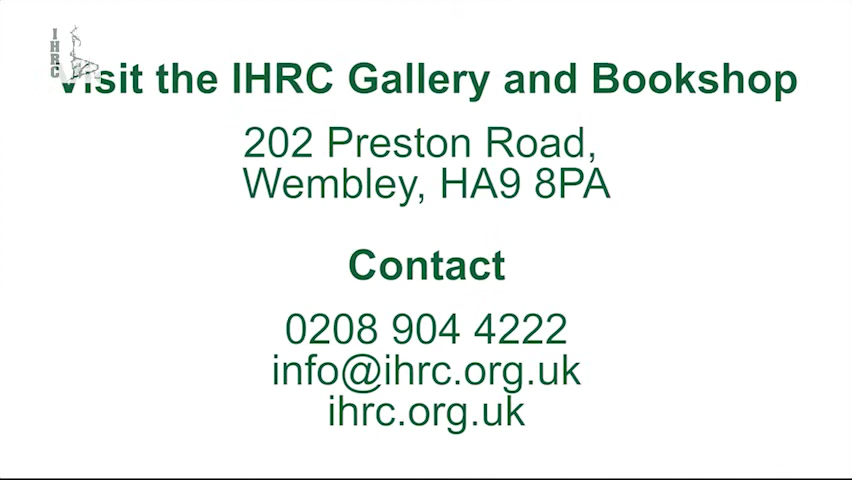 IHRC
Visit the IHRC Gallery and Bookshop
202 Preston Road,
Wembley, HA9 8PA
Contact
0208 904 4222
info@ihrc.org.uk
ihrc.org.uk